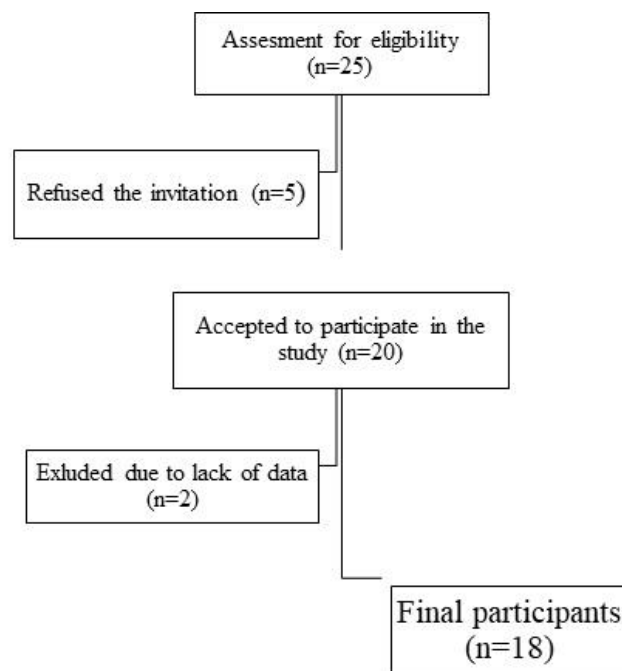 Assesment for eligibility
(n=25)
Refused the invitation (n=5)
Accepted to participate in the
study (n=20)
Exluded due to lack of data
(n=2)
Final participants
(n=18)